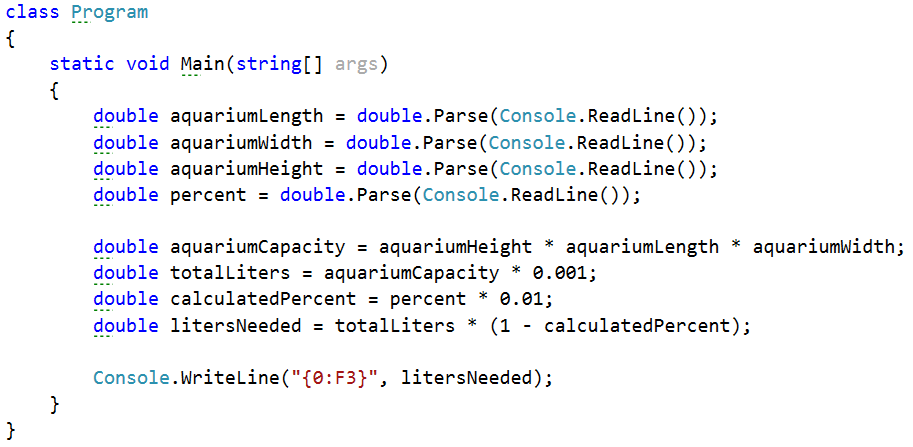 class Program
{
    static void Main(string[] args)
    {
        double aquariumLength = double.Parse(Console.ReadLine());
        double aquariumWidth = double.Parse(Console.ReadLine());
        double aquariumHeight = double.Parse(Console.ReadLine());
        double percent = double.Parse(Console.ReadLine());

        double aquariumCapacity = aquariumHeight * aquariumLength * aquariumWidth;
        double totalLiters = aquariumCapacity * 0.001;
        double calculatedPercent = percent * 0.01;
        double litersNeeded = totalLiters * (1 - calculatedPercent);

        Console.WriteLine("{0:F3}", litersNeeded);
    }
}